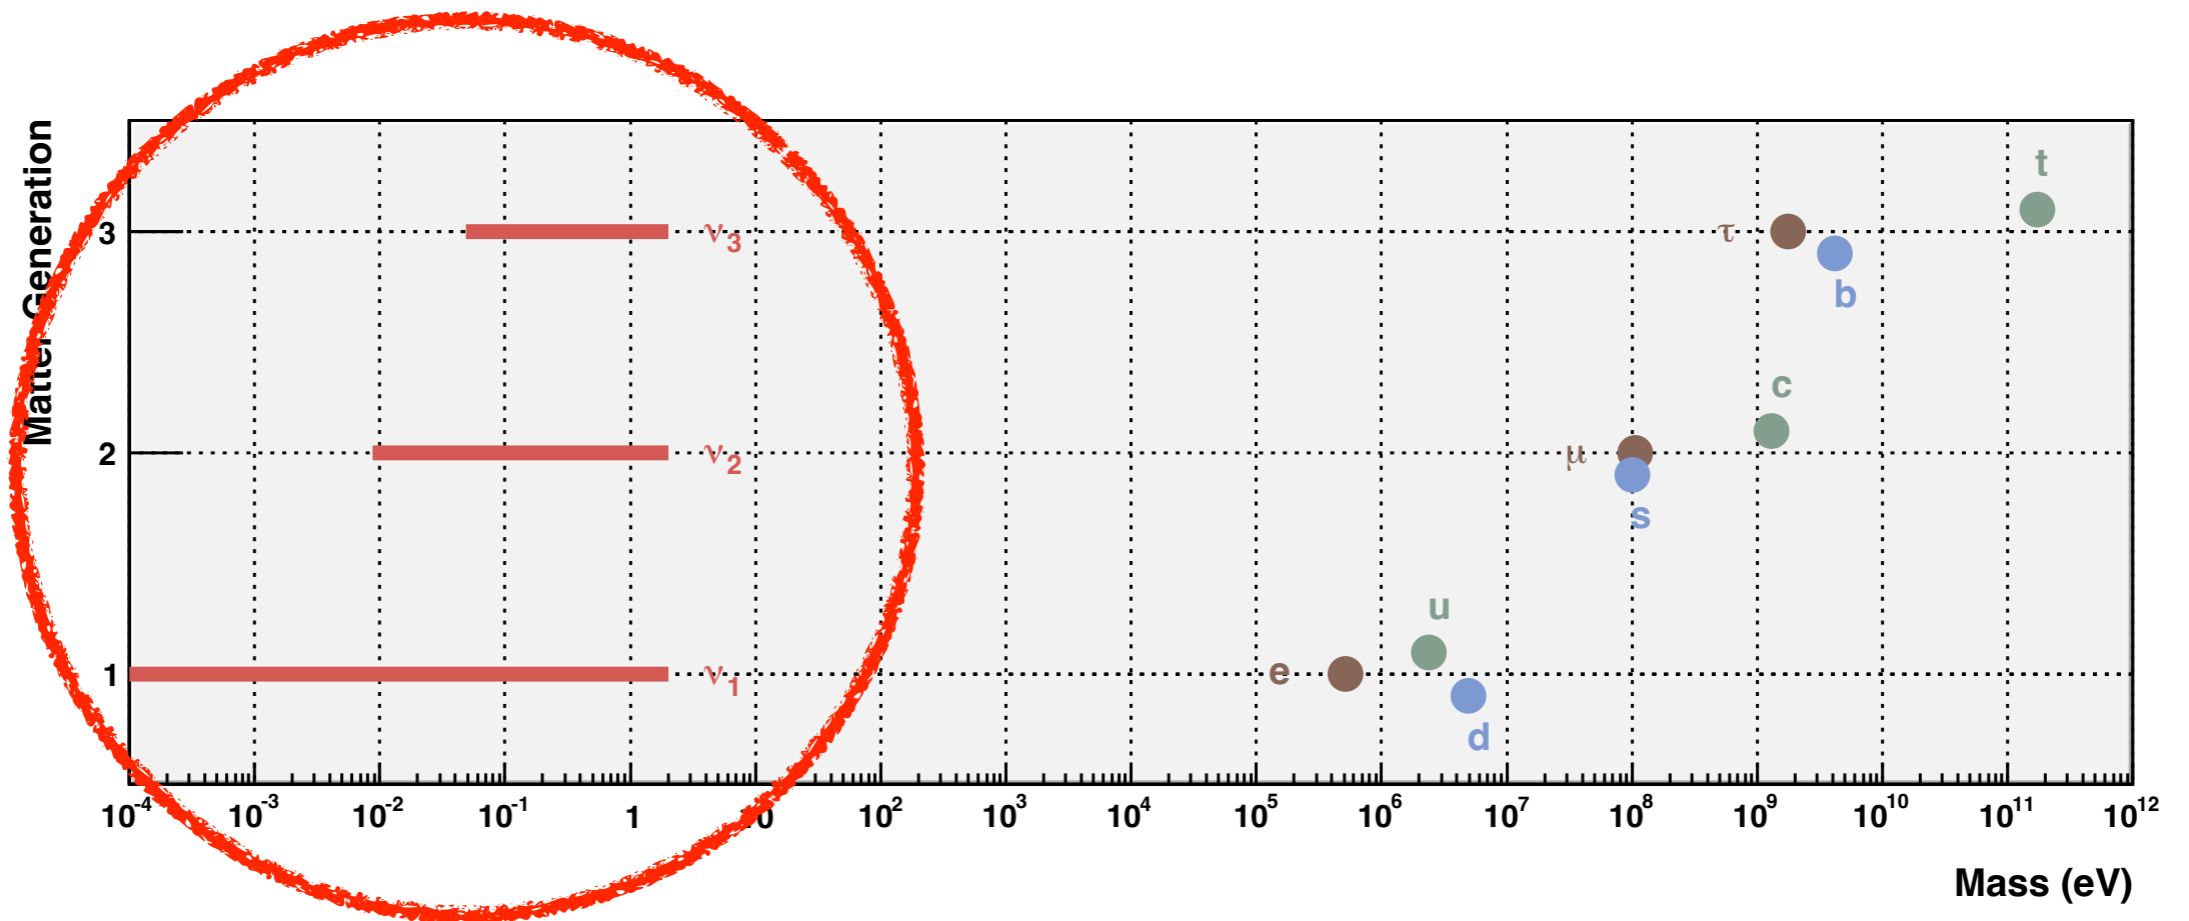 Matter Generation
t
3
ν3
τ
b
c
2
ν2
μ
s
u
1
ν1
e
d
10-4 10-3 10-2 10-1 1 10 102 103 104 105 106 107 108 109 1010 1011 1012
Mass (eV)